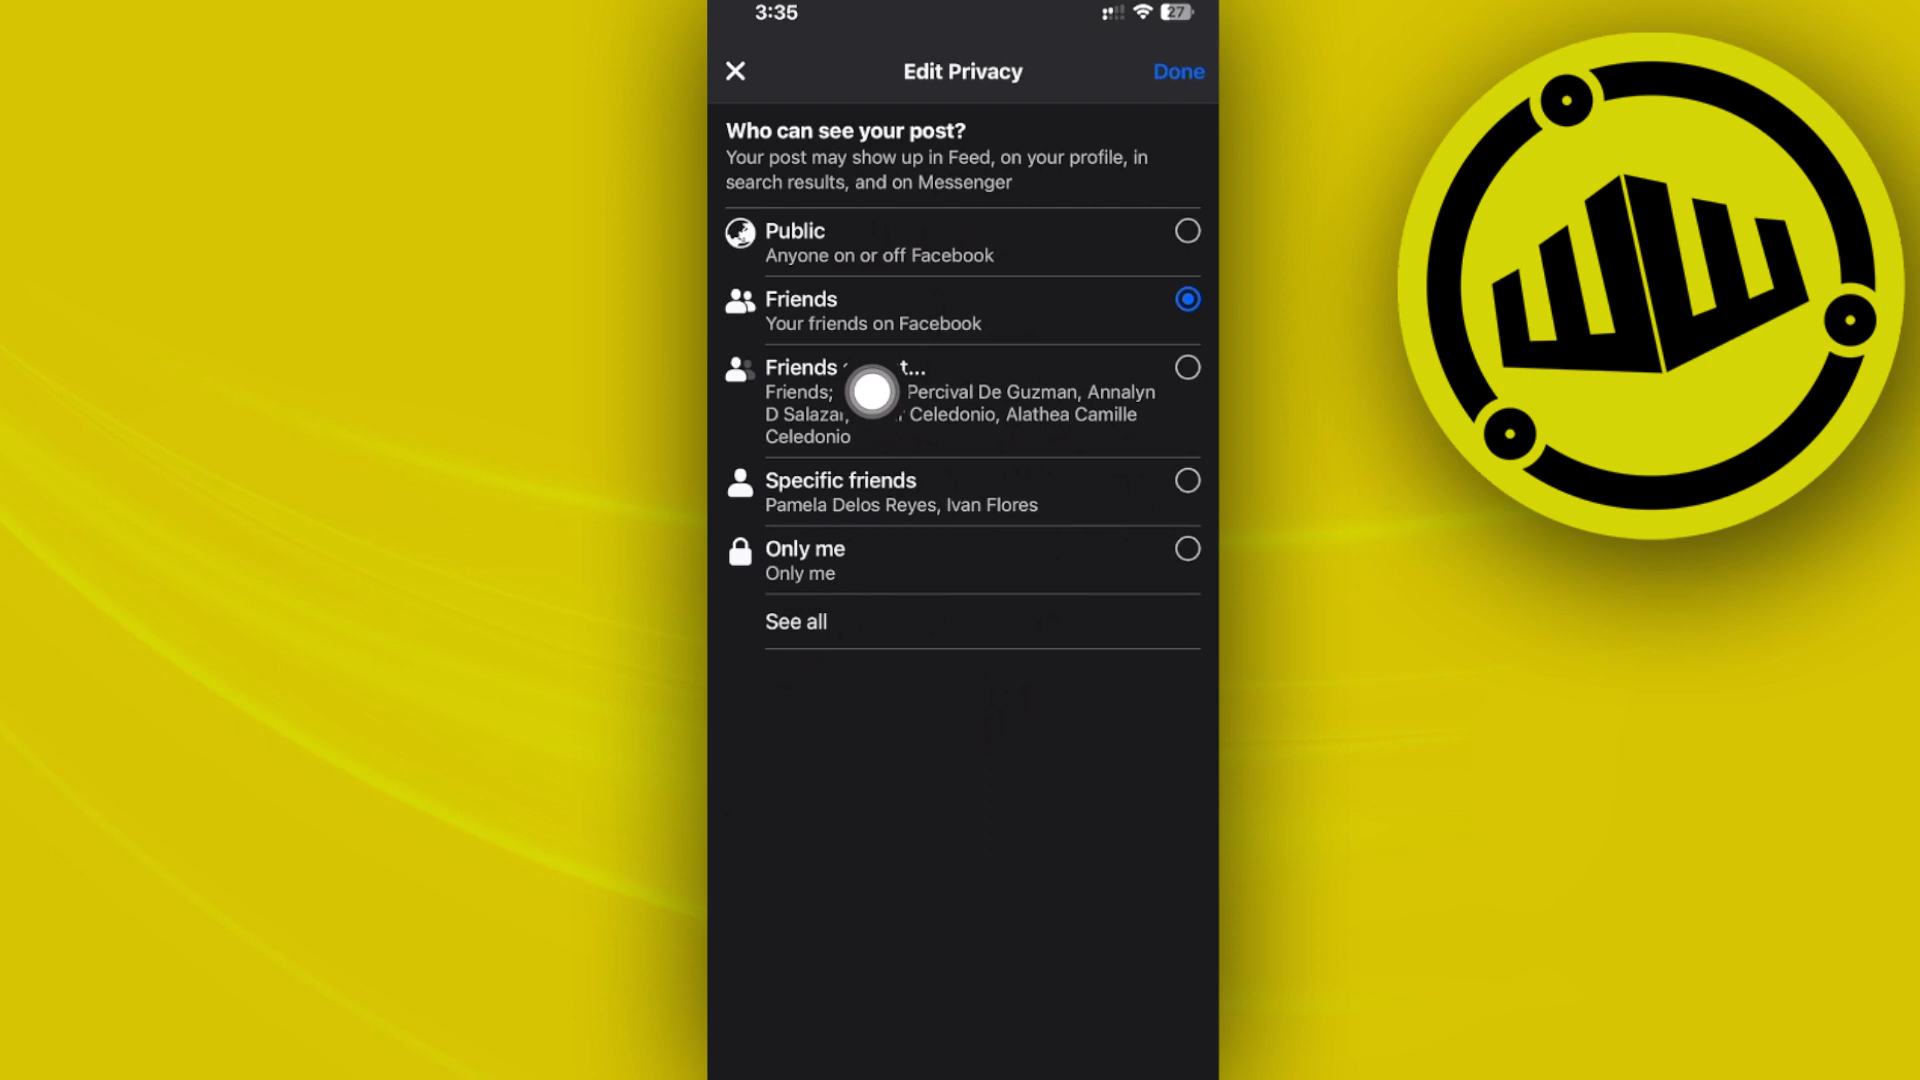 3:35
27
Edit Privacy
Done
Who can see your post?
Your post may show up in Feed, on your profile, in
search results, and on Messenger
Public
Anyone on or off Facebook
Friends
Your friends on Facebook
Friends
Friends; Percival De Guzman, Annalyn
D Salazar, Celedonio, Alathea Camille
Celedonio
Specific friends
Pamela Delos Reyes, Ivan Flores
Only me
Only me
See all